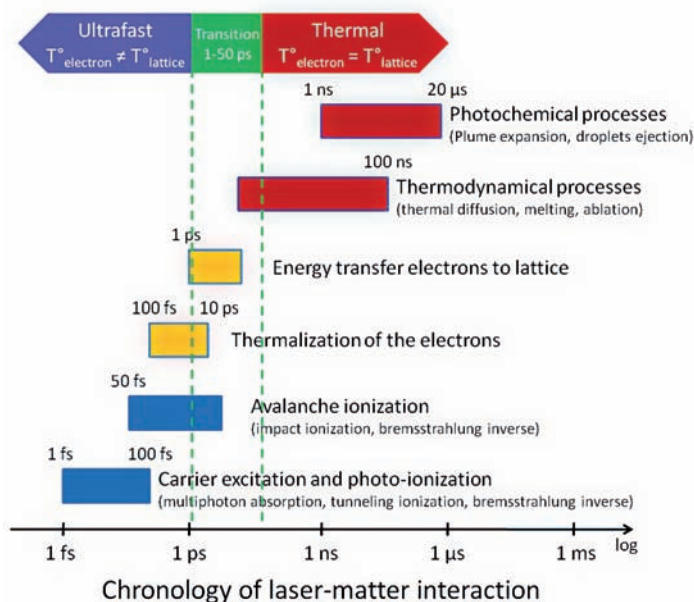 Ultrafast
T°electron ≠ T°lattice
Transition
1-50 ps
Thermal
T°electron = T°lattice
1 ns
20 µs
Photochemical processes
(Plume expansion, droplets ejection)
100 ns
Thermodynamical processes
(thermal diffusion, melting, ablation)
1 ps
Energy transfer electrons to lattice
100 fs
10 ps
Thermalization of the electrons
50 fs
Avalanche ionization
(impact ionization, bremsstrahlung inverse)
1 fs
100 fs
Carrier excitation and photo-ionization
(multiphoton absorption, tunneling ionization, bremsstrahlung inverse)
1 fs
1 ps
1 ns
1 µs
1 ms
log
Chronology of laser-matter interaction